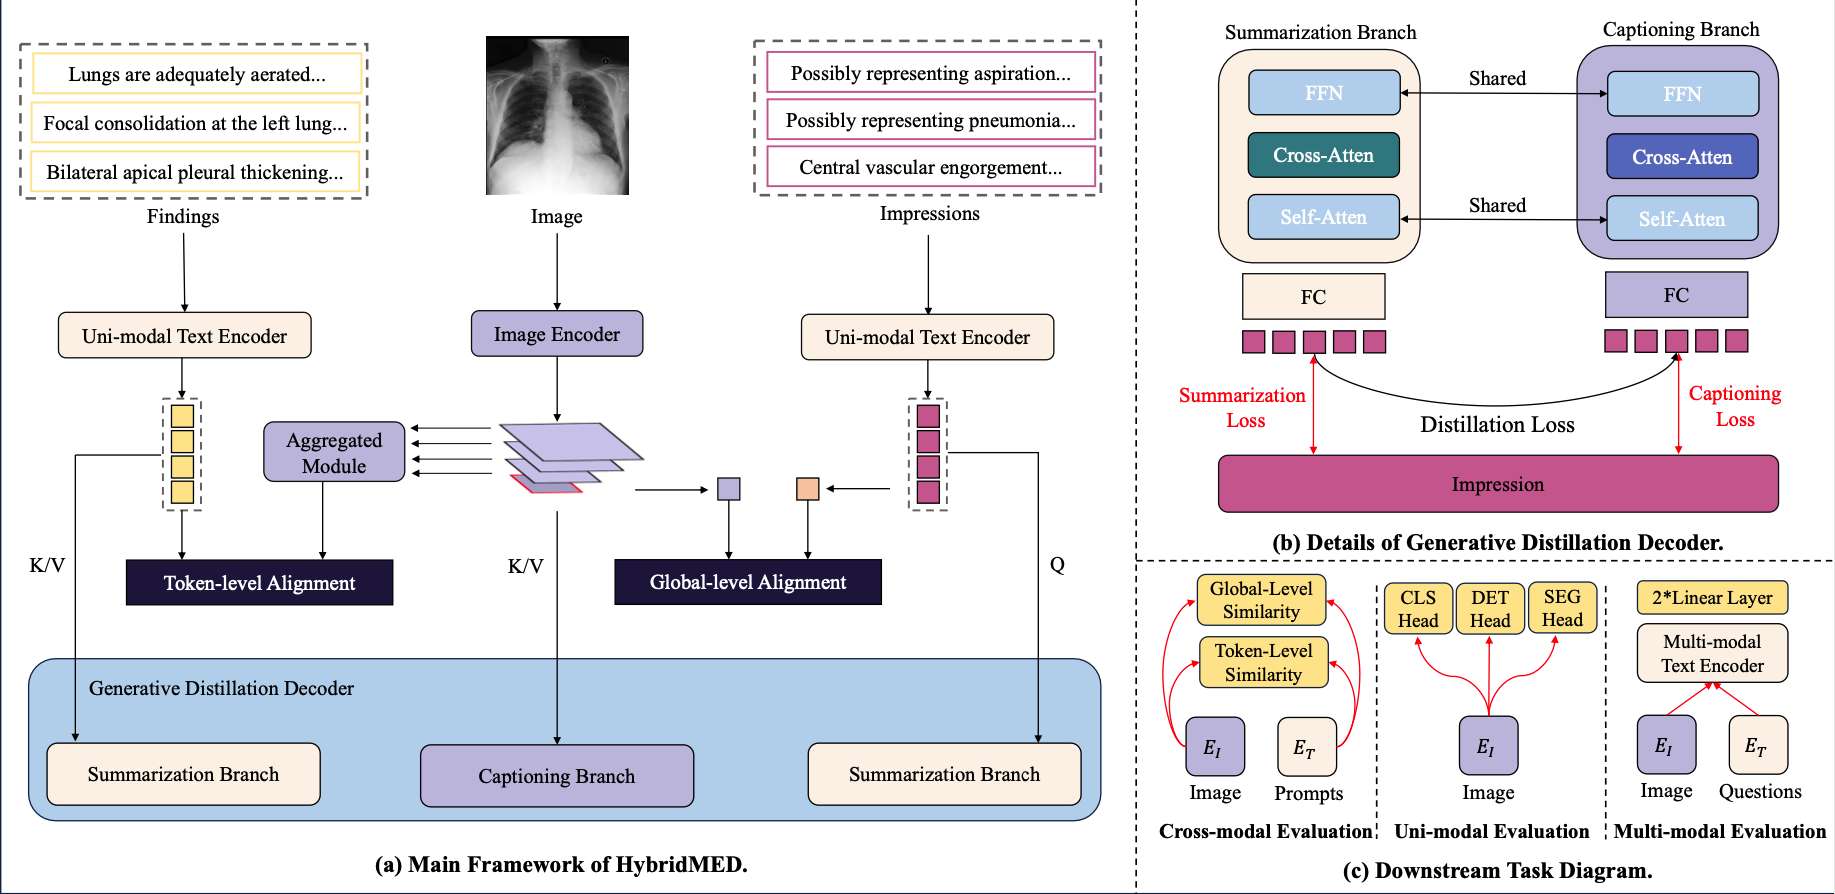 Lungs are adequately aerated...
Focal consolidation at the left lung...
Bilateral apical pleural thickening...
Findings
Image
Possibly representing aspiration...
Possibly representing pneumonia...
Central vascular engorgement...
Impressions
Uni-modal Text Encoder
Image Encoder
Uni-modal Text Encoder
Aggregated
Module
K/V
Token-level Alignment
K/V
Global-level Alignment
Q
Generative Distillation Decoder
Summarization Branch
Captioning Branch
Summarization Branch
(a) Main Framework of HybridMED.
Summarization Branch
Captioning Branch
FFN
Shared
FFN
Cross-Atten
Cross-Atten
Self-Atten
Shared
Self-Atten
FC
FC
Summarization
Loss
Distillation Loss
Captioning
Loss
Impression
(b) Details of Generative Distillation Decoder.
Global-Level
Similarity
Token-Level
Similarity
E_I
E_T
Image
Prompts
Cross-modal Evaluation
CLS
Head
DET
Head
SEG
Head
E_I
Image
Uni-modal Evaluation
2*Linear Layer
Multi-modal
Text Encoder
E_I
E_T
Image
Questions
Multi-modal Evaluation
(c) Downstream Task Diagram.